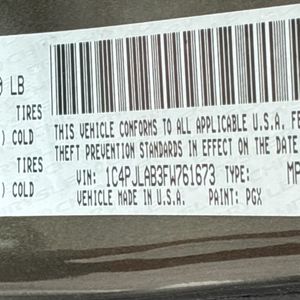 LB
TIRES
) COLD
TIRES
) COLD
THIS VEHICLE CONFORMS TO ALL APPLICABLE U.S.A. FE
THEFT PREVENTION STANDARDS IN EFFECT ON THE DATE
VIN: 1C4PJLAB3FW761673 TYPE: MP
VEHICLE MADE IN U.S.A. PAINT: PGX